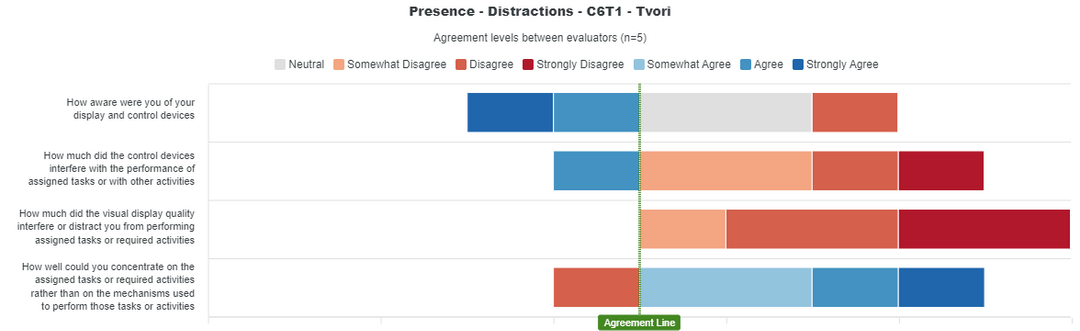 Presence - Distractions - C6T1 - Tvori
Agreement levels between evaluators (n=5)
Neutral Somewhat Disagree Disagree Strongly Disagree Somewhat Agree Agree Strongly Agree
How aware were you of your
display and control devices
How much did the control devices
interfere with the performance of
assigned tasks or with other activities
How much did the visual display quality
interfere or distract you from performing
assigned tasks or required activities
How well could you concentrate on the
assigned tasks or required activities
rather than on the mechanisms used
to perform those tasks or activities
Agreement Line